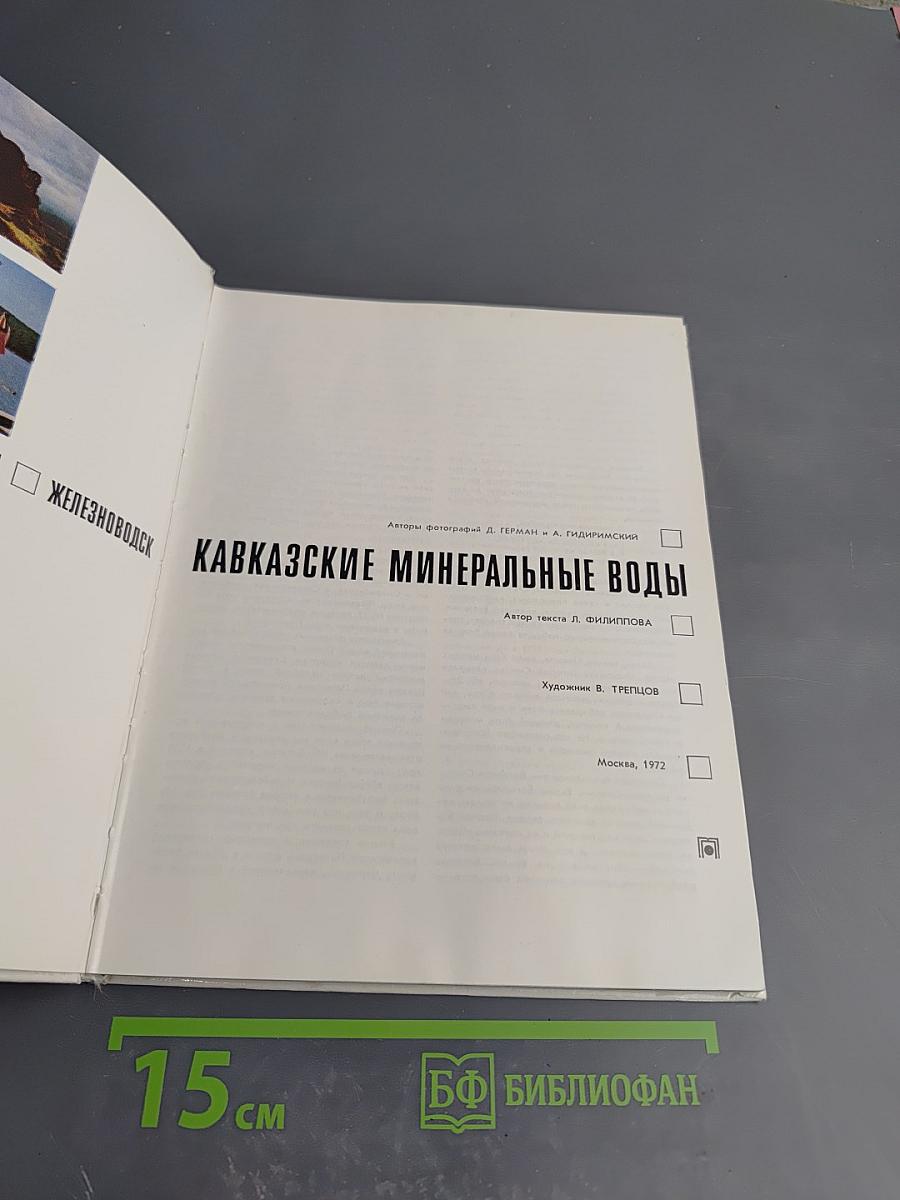 ЖЕЛЕЗНОВОДСК
Авторы фотографий Д. ГЕРМАН и А. ГИДИРИМСКИЙ
КАВКАЗСКИЕ МИНЕРАЛЬНЫЕ ВОДЫ
Автор текста Л. ФИЛИППОВА
Художник В. ТРЕПЦОВ
Москва, 1972
15 СМ
БФ БИБЛИОФАН